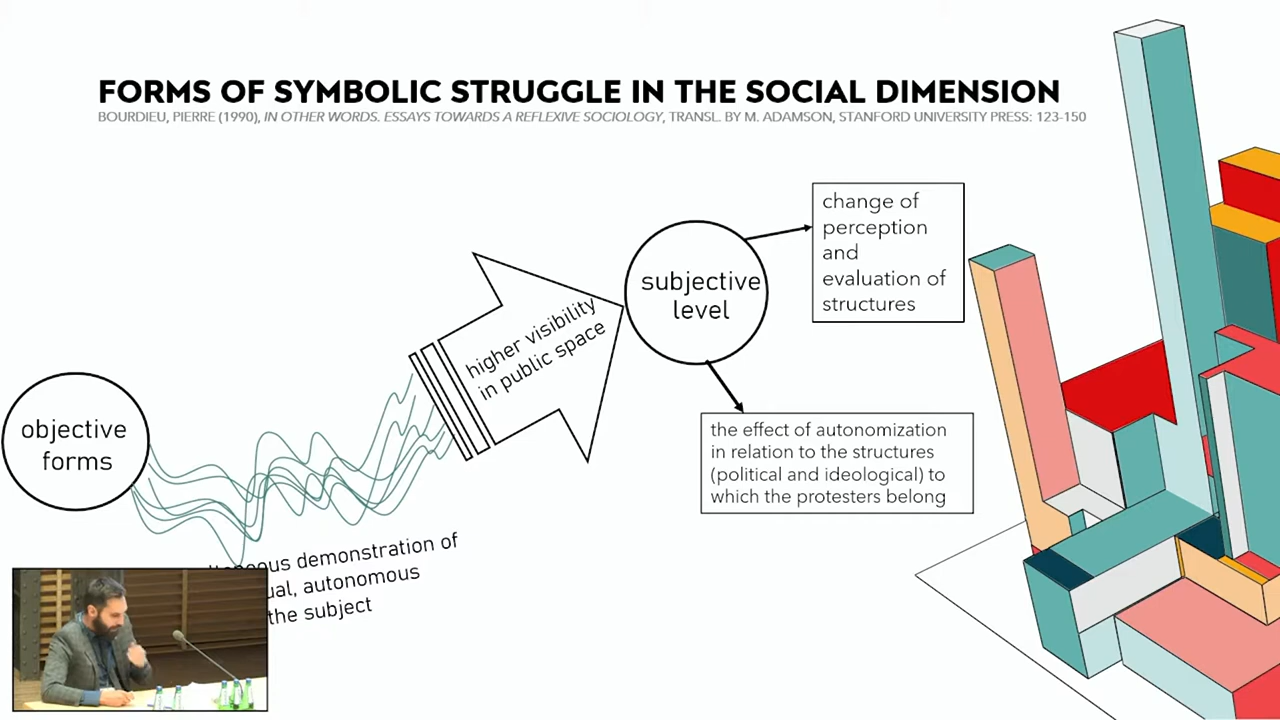 FORMS OF SYMBOLIC STRUGGLE IN THE SOCIAL DIMENSION
BOURDIEU, PIERRE (1990), IN OTHER WORDS. ESSAYS TOWARDS A REFLEXIVE SOCIOLOGY, TRANSL. BY M. ADAMSON, STANFORD UNIVERSITY PRESS: 123-150
objective
forms
demonstration of
autonomous
the subject
higher visibility
in public space
subjective
level
change of
perception
and
evaluation of
structures
the effect of autonomization
in relation to the structures
(political and ideological) to
which the protesters belong